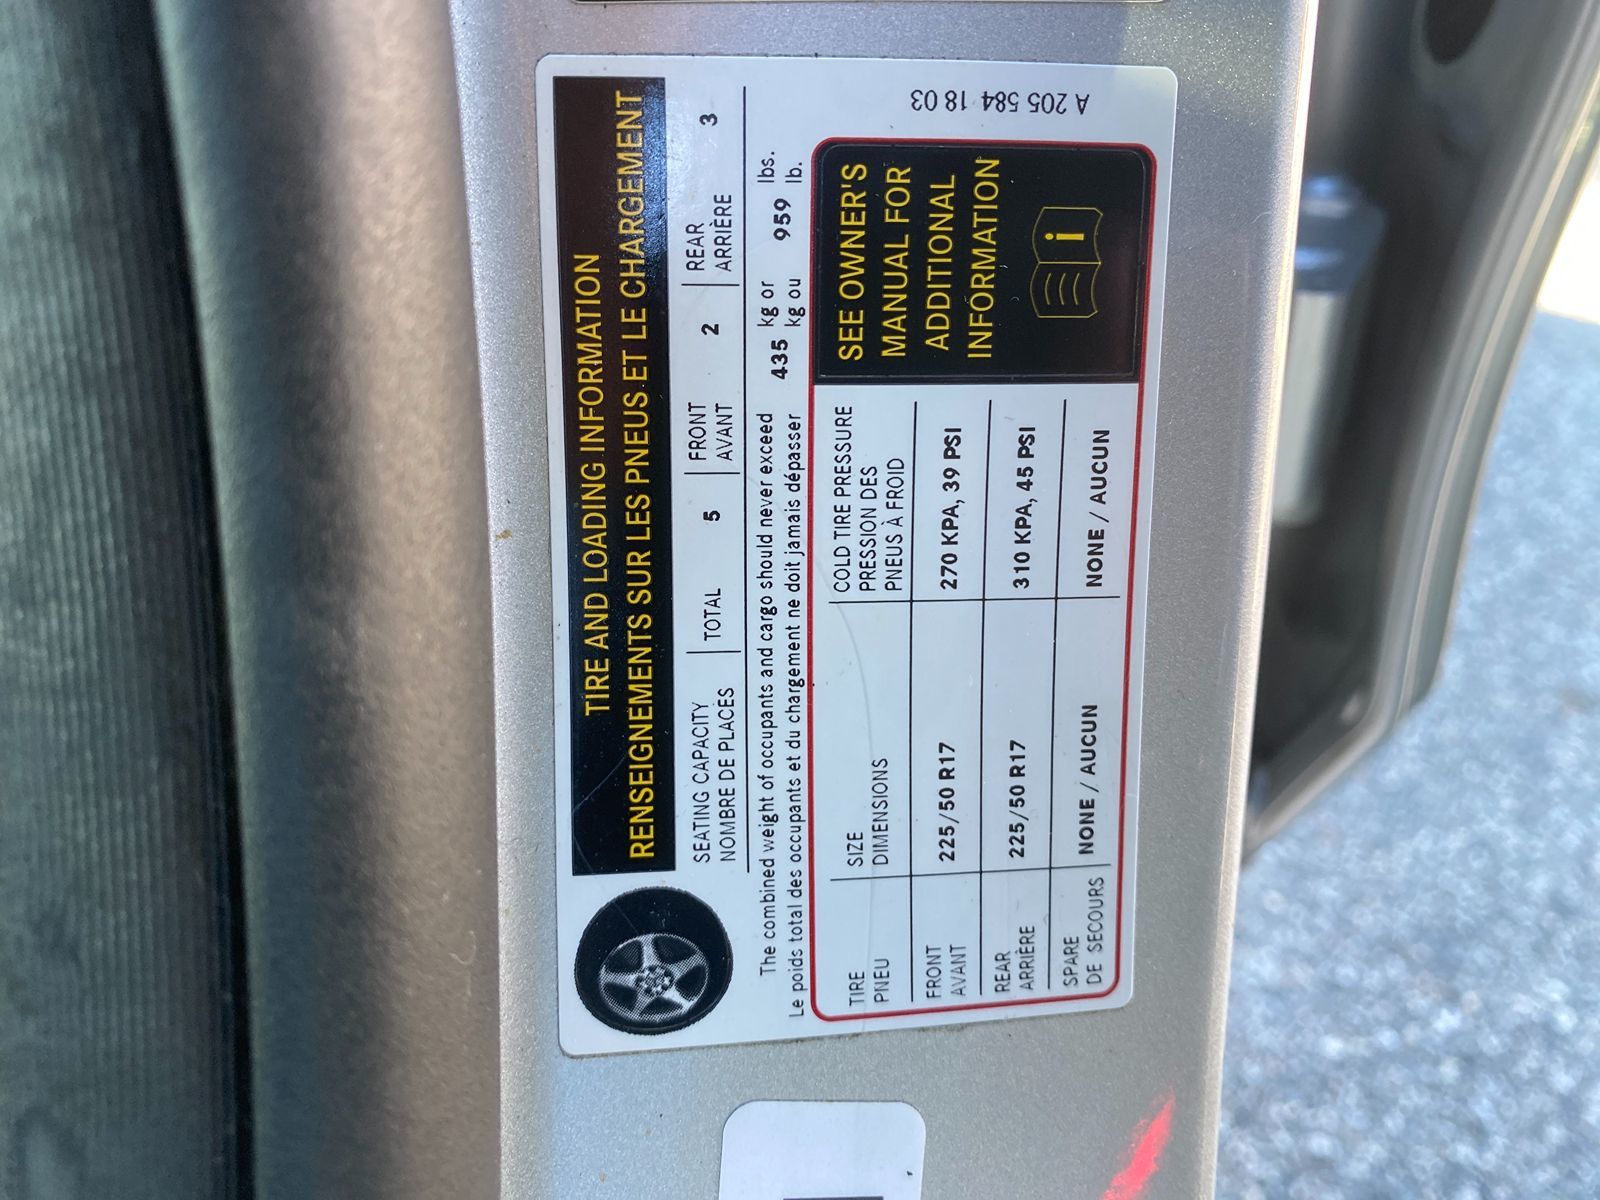 TIRE AND LOADING INFORMATION
RENSEIGNEMENTS SUR LES PNEUS ET LE CHARGEMENT
SEATING CAPACITY | TOTAL 5 | FRONT 2 | REAR 3
NOMBRE DE PLACES AVANT ARRIÈRE
The combined weight of occupants and cargo should never exceed 435 kg or 959 lbs.
Le poids total des occupants et du chargement ne doit jamais dépasser kg ou lb.
TIRE SIZE COLD TIRE PRESSURE
PNEU DIMENSIONS PRESSION DES
PNEUS À FROID
FRONT 225/50 R17 270 KPA, 39 PSI
AVANT
REAR 225/50 R17 310 KPA, 45 PSI
ARRIÈRE
SPARE NONE / AUCUN NONE / AUCUN
DE SECOURS
SEE OWNER'S
MANUAL FOR
ADDITIONAL
INFORMATION
i
A 205 584 18 03